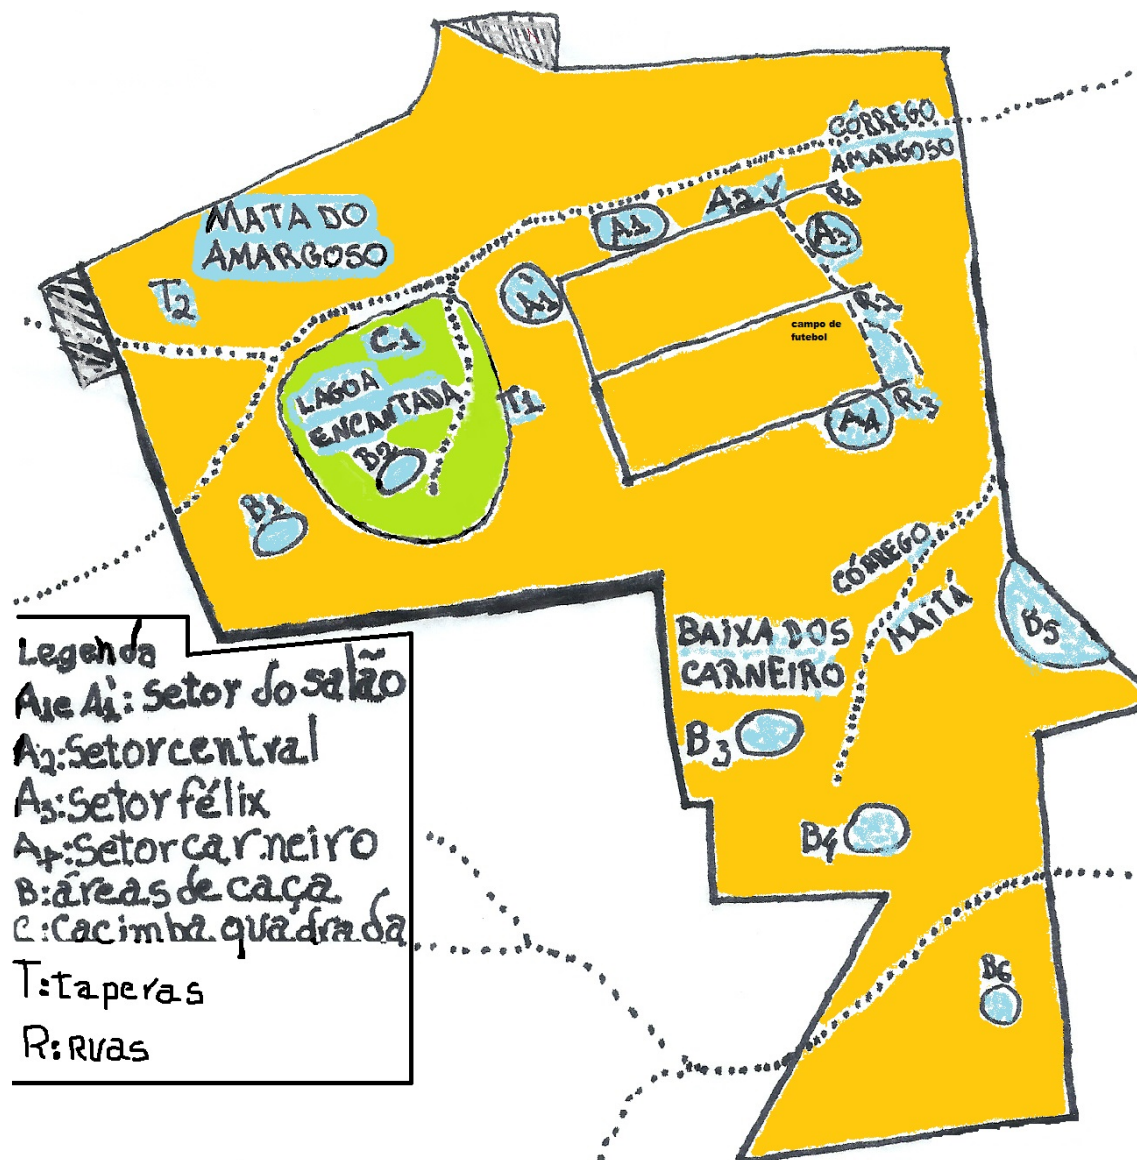 CÓRREGO
AMARGOSO
MATA DO
AMARGOSO
A2
R1
A1
A3
T2
A1
R2
campo de
futebol
C1
LAGOA
ENCANTADA
T1
R3
A4
B2
B1
CÓRREGO
MAITÁ
B5
BAIXA DOS
CARNEIRO
B3
B4
B6
Legenda
A1e A1: Setor do salão
A2: Setor central
A3: Setor félix
A4: Setor carneiro
B: áreas de caça
C: cacimba quadrada
T: taperas
R: RUAS